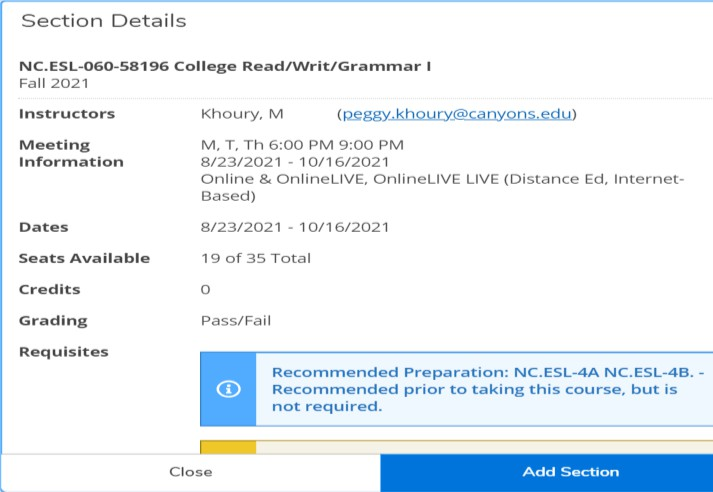 Section Details
NC.ESL-060-58196 College Read/Writ/Grammar I
Fall 2021
Instructors Khoury, M (peggy.khoury@canyons.edu)
Meeting Information M, T, Th 6:00 PM 9:00 PM
8/23/2021 - 10/16/2021
Online & OnlineLIVE, OnlineLIVE LIVE (Distance Ed, Internet-
Based)
Dates 8/23/2021 - 10/16/2021
Seats Available 19 of 35 Total
Credits 0
Grading Pass/Fail
Requisites
Recommended Preparation: NC.ESL-4A NC.ESL-4B. -
Recommended prior to taking this course, but is
not required.
Close Add Section